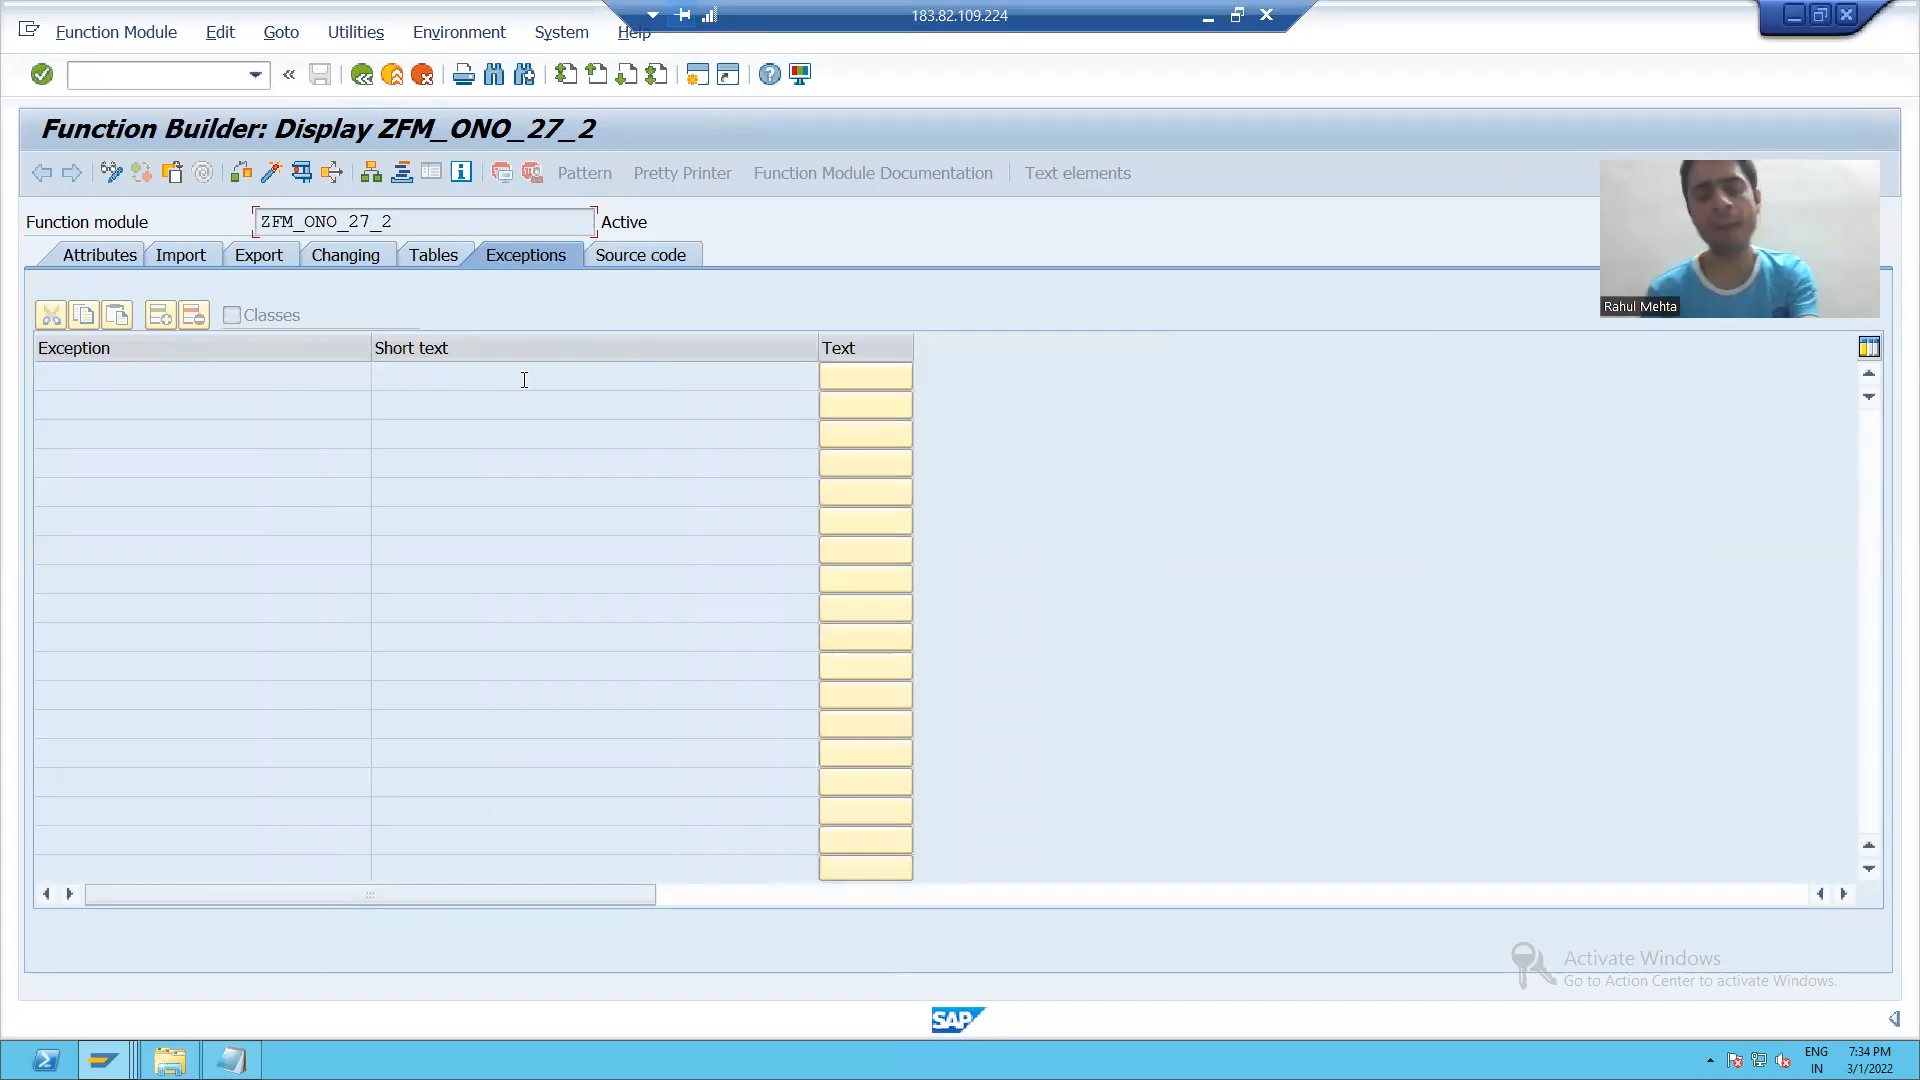 183.82.109.224
Function Module Edit Goto Utilities Environment System Help
Function Builder: Display ZFM_ONO_27_2
Pattern Pretty Printer Function Module Documentation Text elements
Function module ZFM_ONO_27_2 Active
Attributes Import Export Changing Tables Exceptions Source code
Rahul Mehta
Classes
Exception Short text Text
Activate Windows
Go to Action Center to activate Windows.
SAP
ENG 7:34 PM
IN 3/1/2022